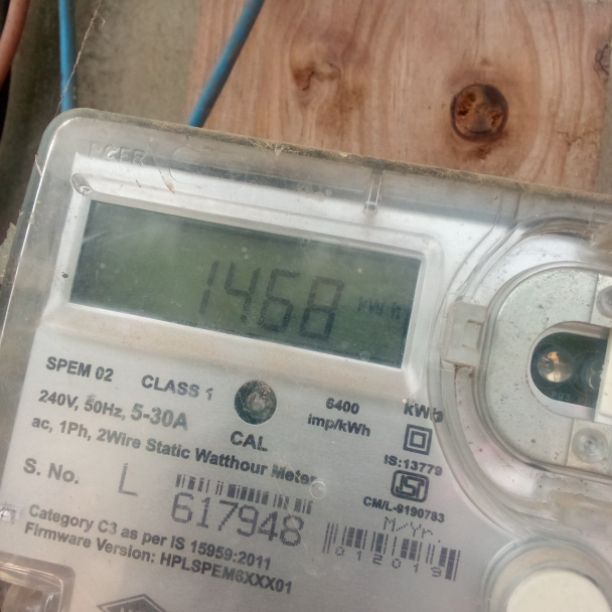 1468 kWh
SPEM 02 CLASS 1
240V, 50Hz, 5-30A
CAL
6400
imp/kWh
kWh
ac, 1Ph, 2Wire Static Watthour Meter
IS:13779
ISI
CM/L-9190783
S. No. L 617948
M/Yr.
012019
Category C3 as per IS 15959:2011
Firmware Version: HPLSPEM6XXX01